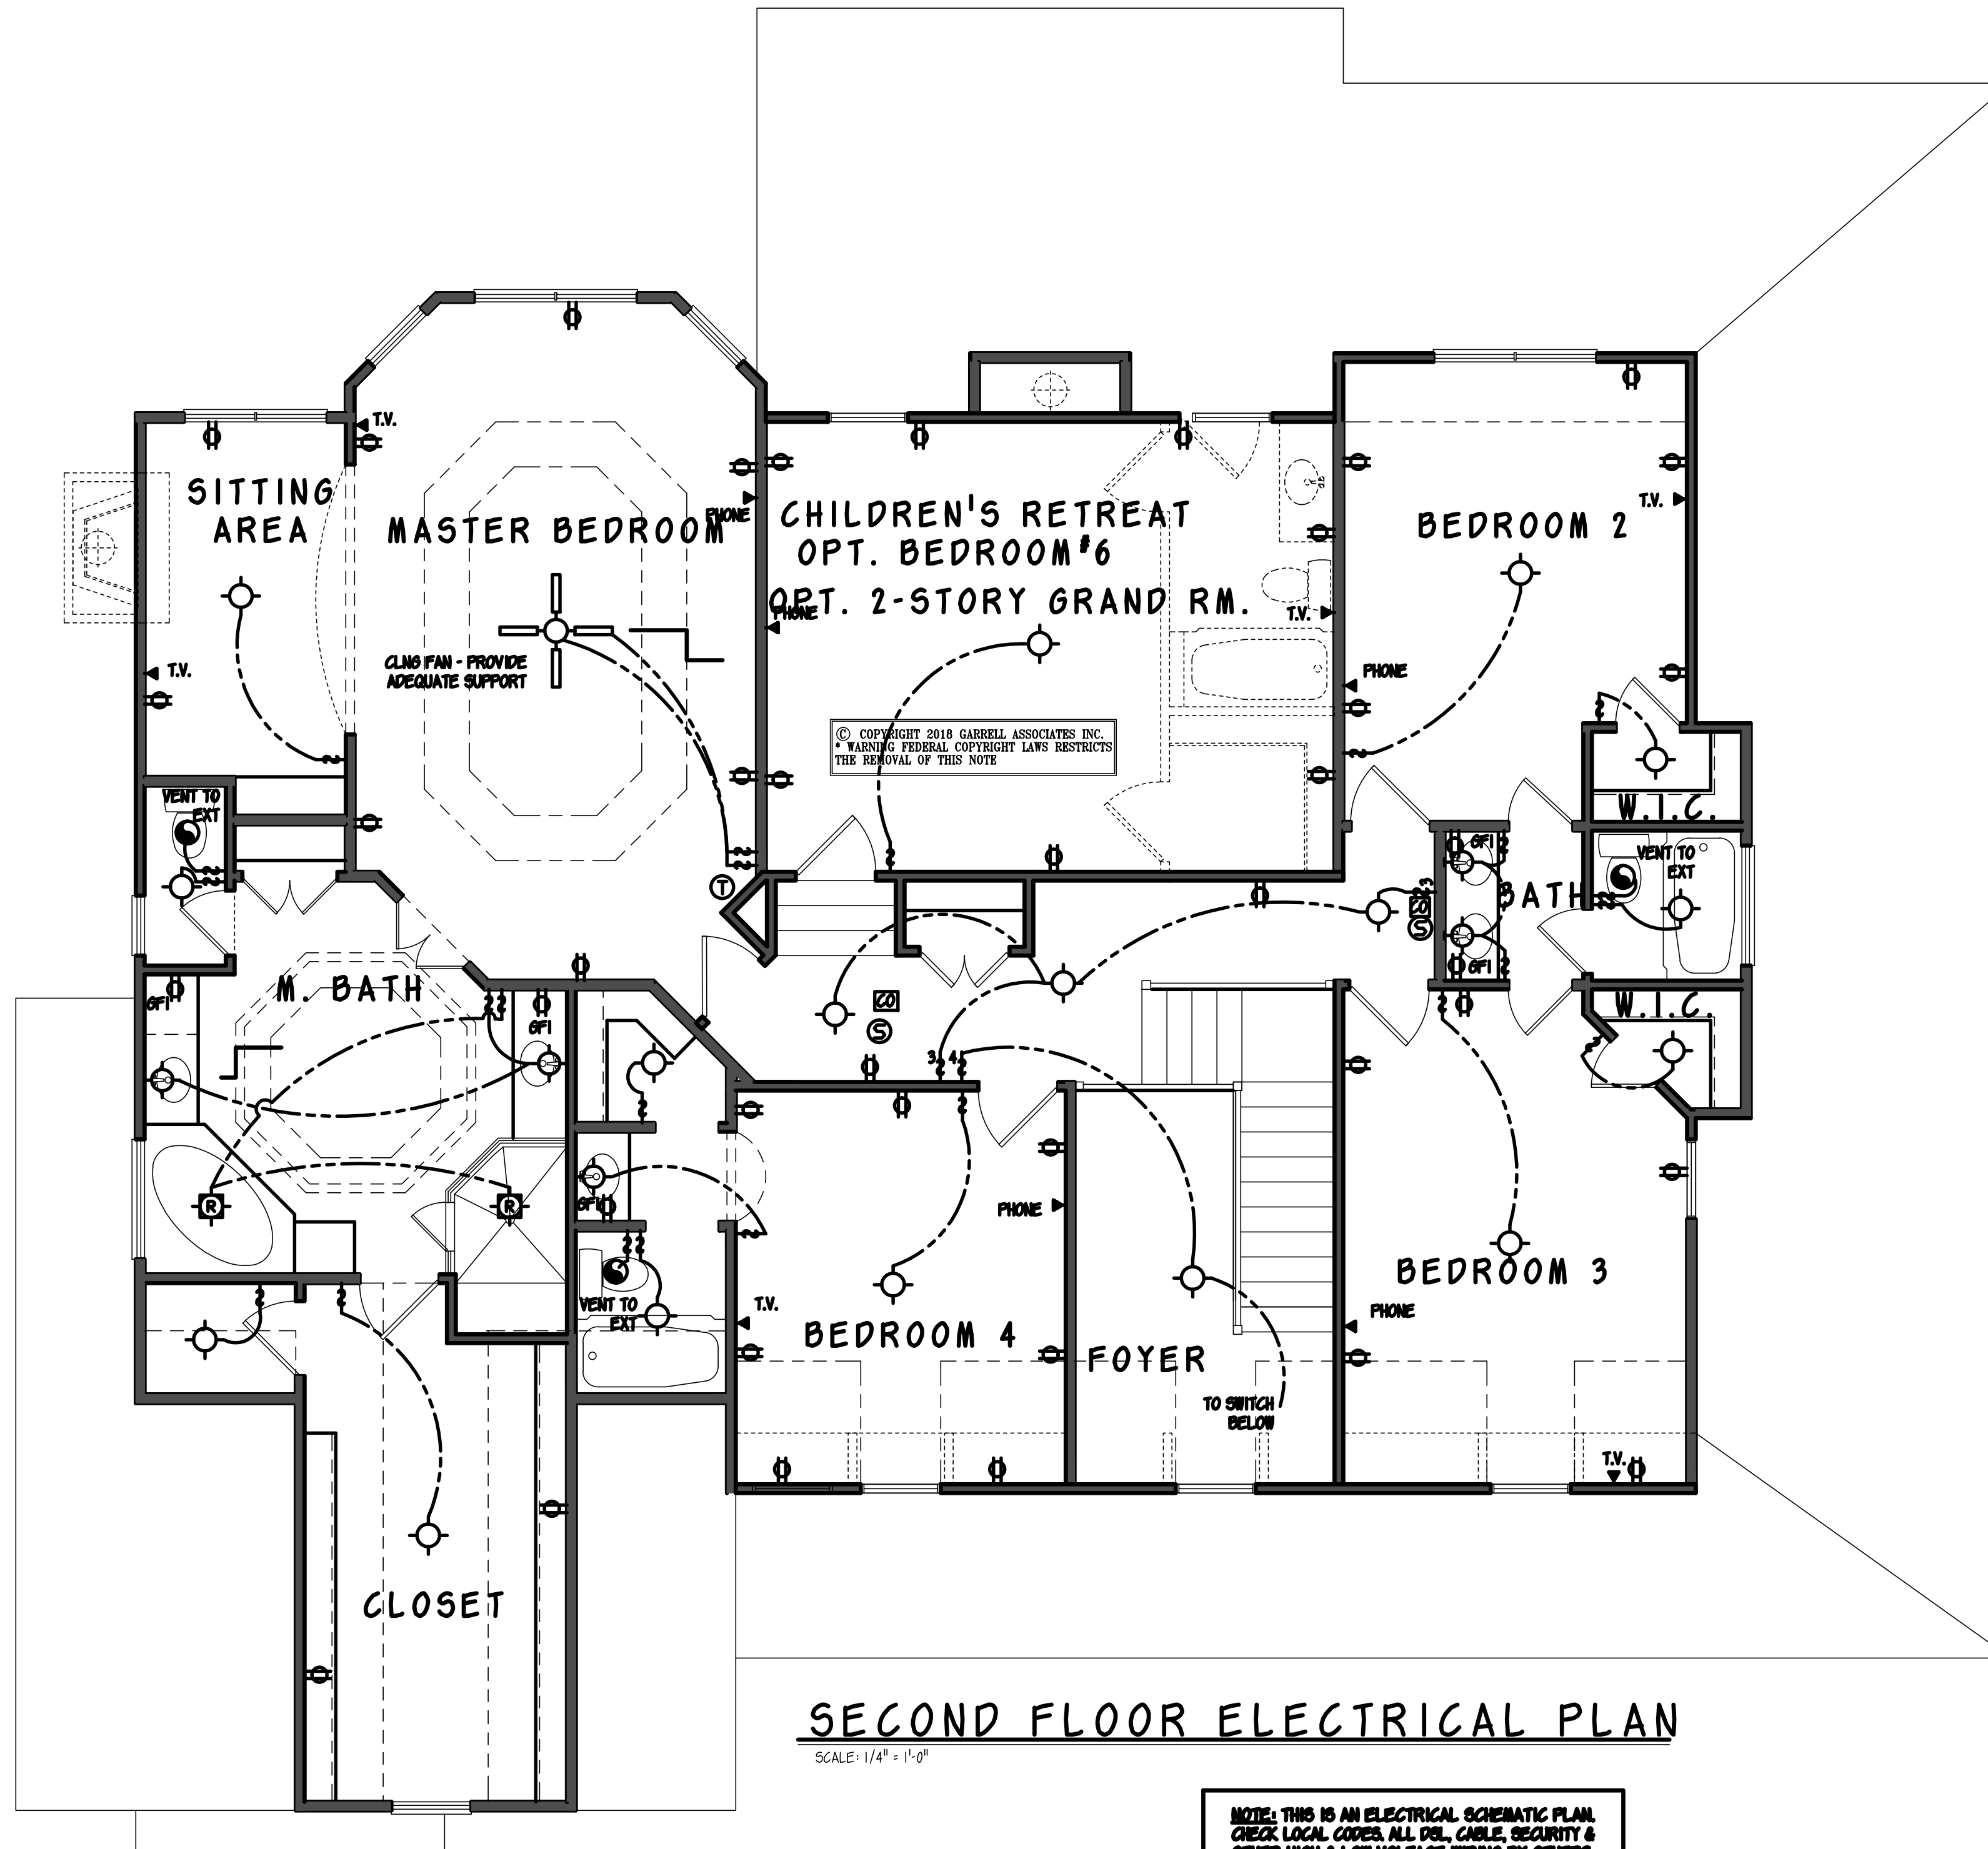 T.V.
SITTING
AREA
MASTER BEDROOM
PHONE
CHILDREN'S RETREAT
OPT. BEDROOM #6
OPT. 2-STORY GRAND RM.
PHONE
T.V.
BEDROOM 2
T.V.
CLNG FAN - PROVIDE
ADEQUATE SUPPORT
T.V.
PHONE
© COPYRIGHT 2018 GARRELL ASSOCIATES INC.
* WARNING FEDERAL COPYRIGHT LAWS RESTRICTS
THE REMOVAL OF THIS NOTE
W.I.C.
VENT TO
EXT
GFI
VENT TO
EXT
T
3
BATH
CO
S
GFI
M. BATH
GFI
GFI
CO
S
W.I.C.
3
4
R
R
GFI
PHONE
BEDROOM 3
VENT TO
EXT
T.V.
BEDROOM 4
PHONE
FOYER
TO SWITCH
BELOW
T.V.
CLOSET
SECOND FLOOR ELECTRICAL PLAN
SCALE: 1/4" = 1'-0"
NOTE: THIS IS AN ELECTRICAL SCHEMATIC PLAN.
CHECK LOCAL CODES. ALL DSL, CABLE, SECURITY &